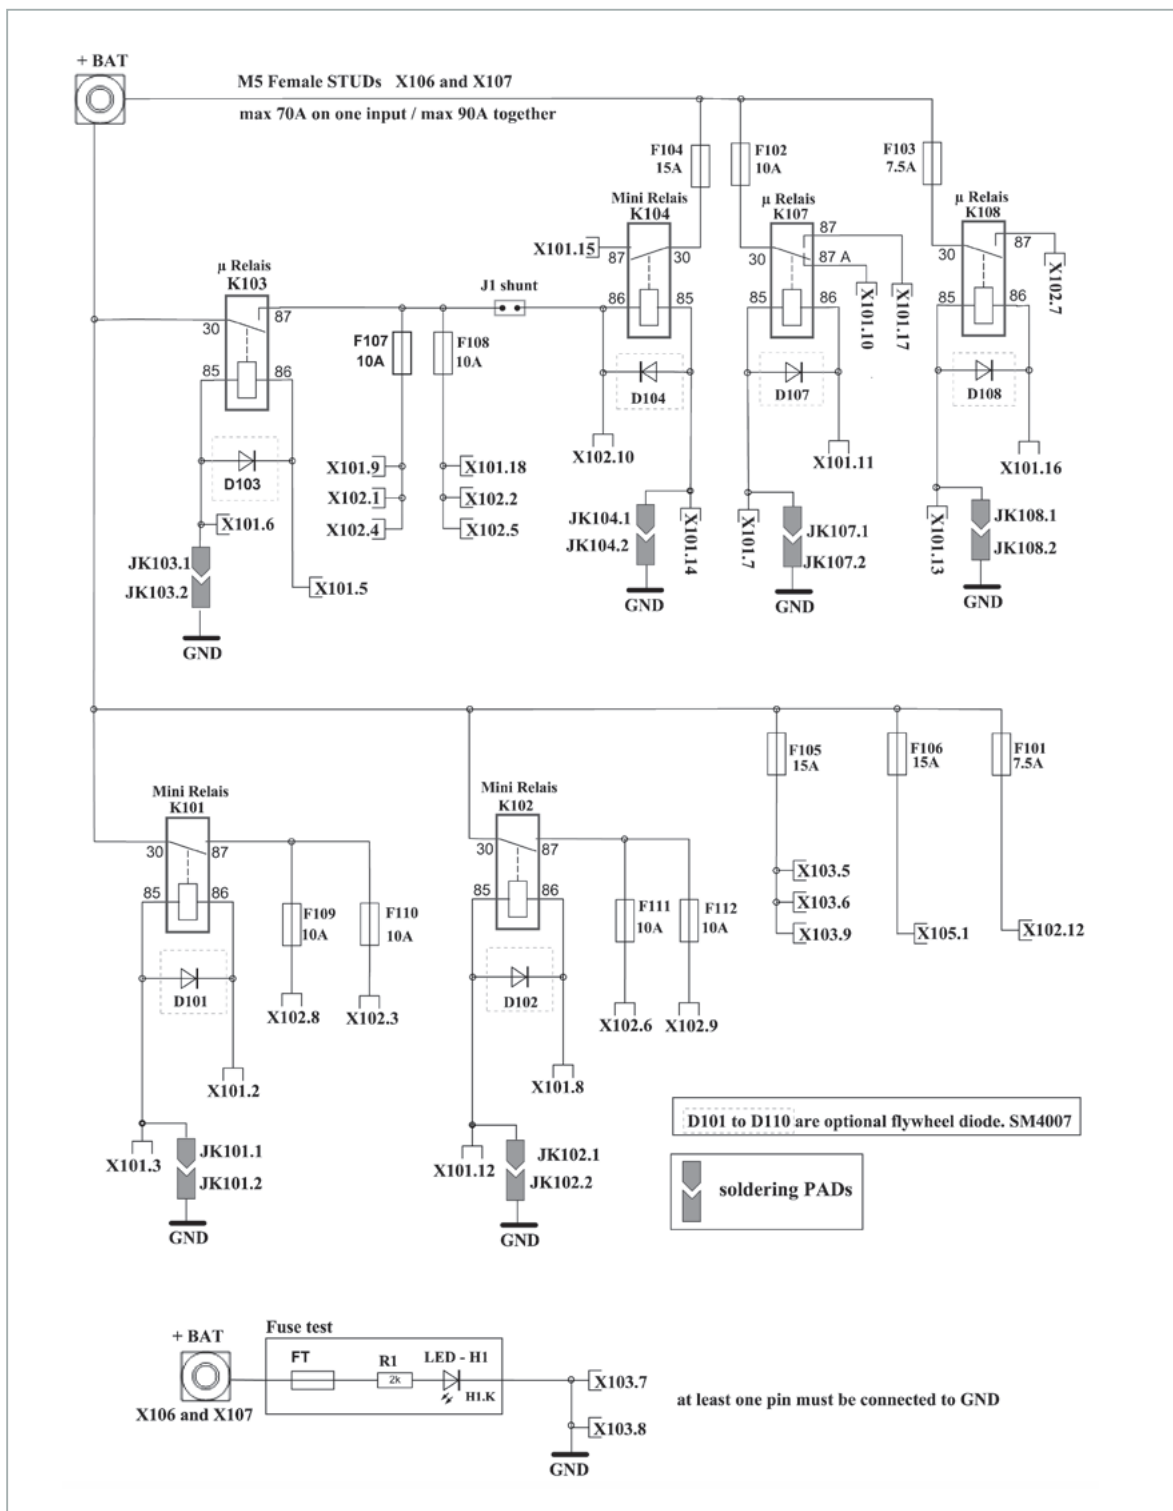 + BAT
M5 Female STUDs X106 and X107
max 70A on one input / max 90A together
F104
15A
F102
10A
F103
7.5A
Mini Relais
K104
µ Relais
K107
µ Relais
K108
X101.15
87
30
30
87
87 A
30
87
X102.7
µ Relais
K103
J1 shunt
86
85
85
86
X101.10
X101.17
85
86
30
87
F107
10A
F108
10A
85
86
D104
D107
D108
D103
X102.10
X101.11
X101.16
X101.9
X101.18
X102.1
X102.2
X102.4
X102.5
X101.6
JK104.1
JK104.2
X101.14
X101.7
JK107.1
JK107.2
X101.13
JK108.1
JK108.2
JK103.1
JK103.2
X101.5
GND
GND
GND
GND
F105
15A
F106
15A
F101
7.5A
Mini Relais
K101
Mini Relais
K102
30
87
30
87
85
86
85
86
X103.5
X103.6
X103.9
X105.1
X102.12
F109
10A
F110
10A
F111
10A
F112
10A
D101
D102
X102.8
X102.3
X102.6
X102.9
X101.2
X101.8
D101 to D110 are optional flywheel diode. SM4007
X101.3
JK101.1
JK101.2
X101.12
JK102.1
JK102.2
soldering PADs
GND
GND
+ BAT
Fuse test
FT
R1
2k
LED - H1
H1.K
X106 and X107
X103.7
X103.8
at least one pin must be connected to GND
GND